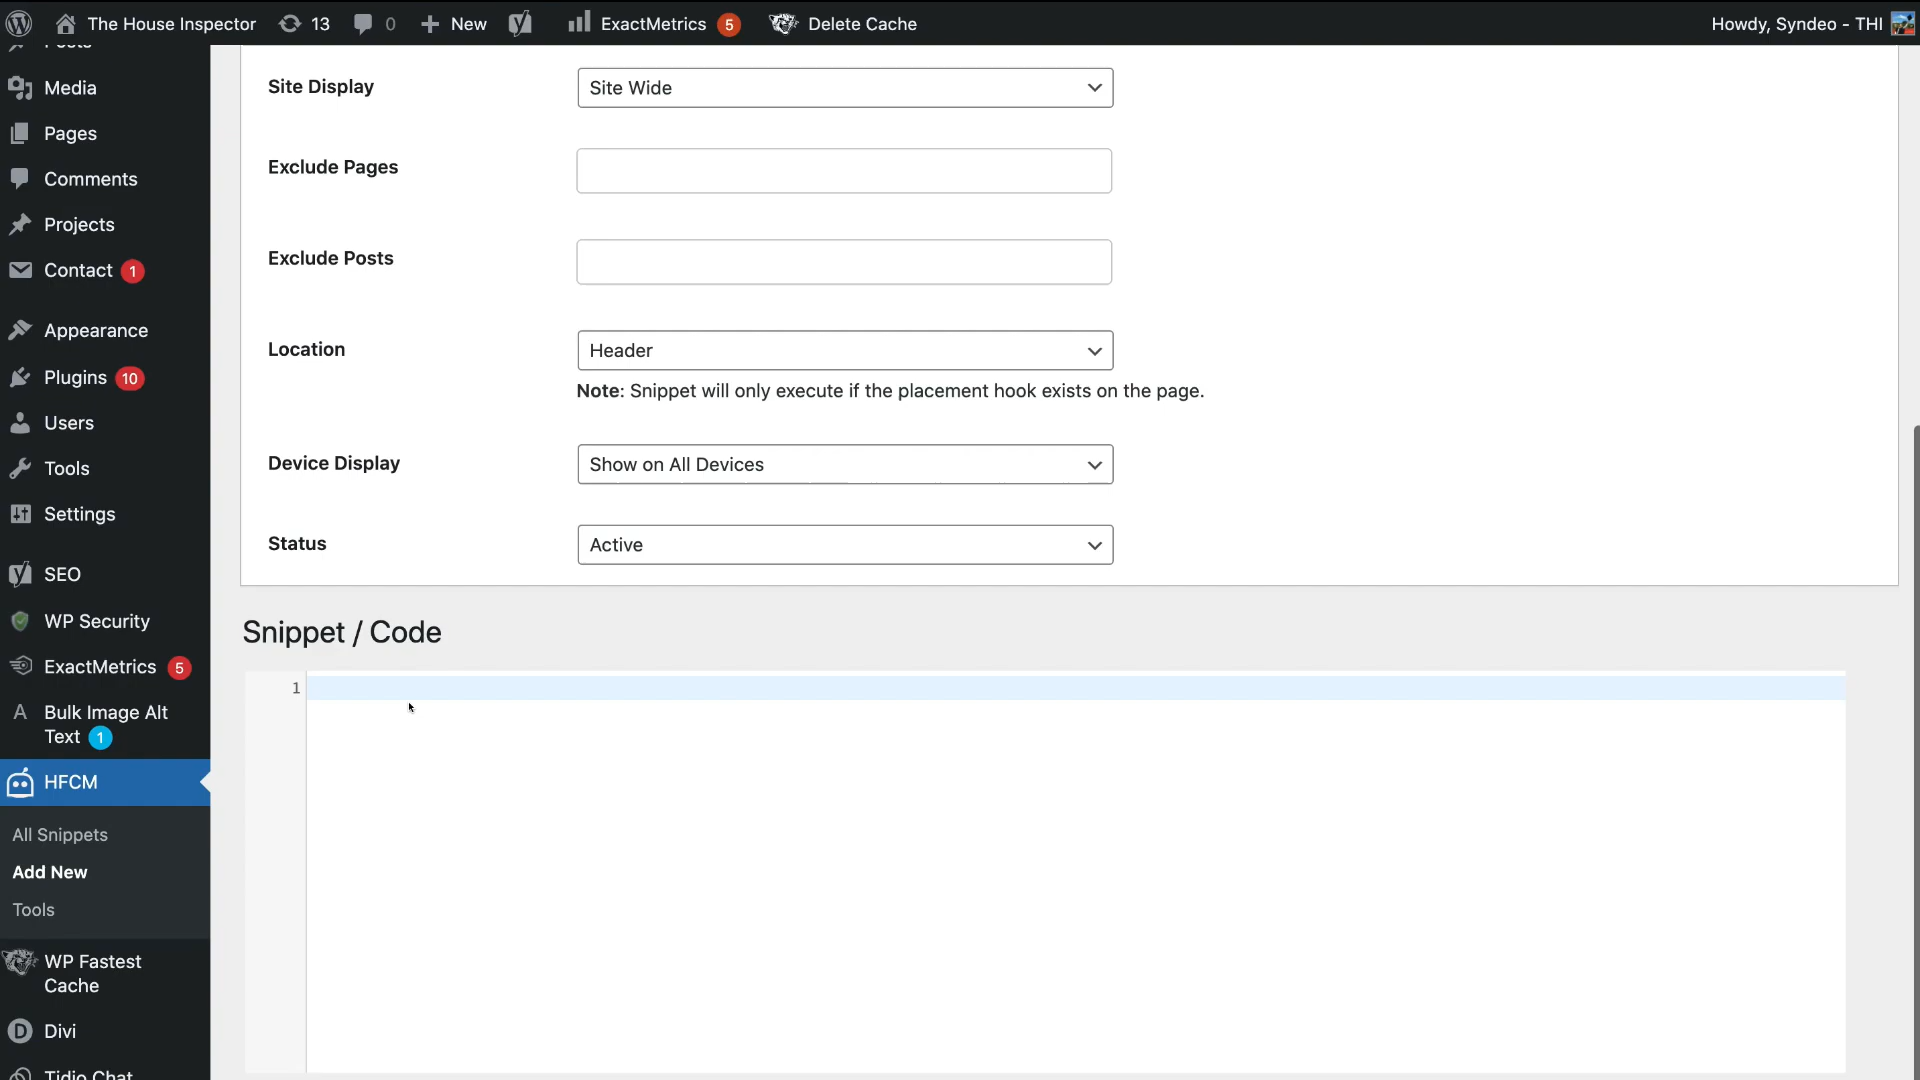 The House Inspector 13 0 New ExactMetrics 5 Delete Cache Howdy, Syndeo - THI
Posts
Media
Pages
Comments
Projects
Contact 1
Appearance
Plugins 10
Users
Tools
Settings
SEO
WP Security
ExactMetrics 5
Bulk Image Alt
Text 1
HFCM
All Snippets
Add New
Tools
WP Fastest
Cache
Divi
Tidio Chat
Site Display Site Wide
Exclude Pages
Exclude Posts
Location Header
Note: Snippet will only execute if the placement hook exists on the page.
Device Display Show on All Devices
Status Active
Snippet / Code
1